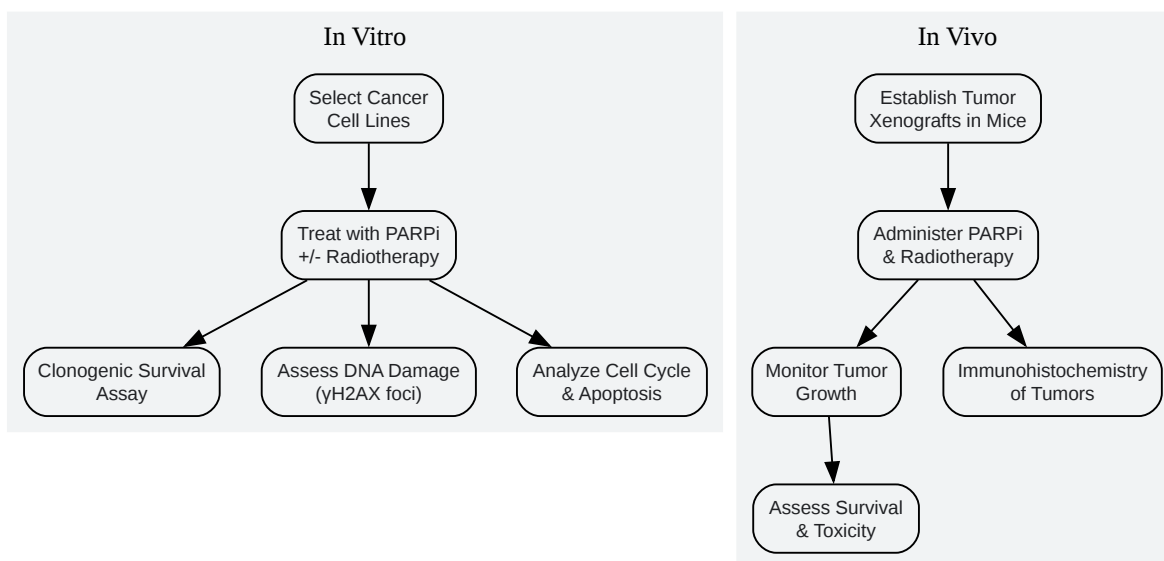 In Vitro
Select Cancer
Cell Lines
Treat with PARPi
+/- Radiotherapy
Clonogenic Survival
Assay
Assess DNA Damage
(γH2AX foci)
Analyze Cell Cycle
& Apoptosis
In Vivo
Establish Tumor
Xenografts in Mice
Administer PARPi
& Radiotherapy
Monitor Tumor
Growth
Immunohistochemistry
of Tumors
Assess Survival
& Toxicity